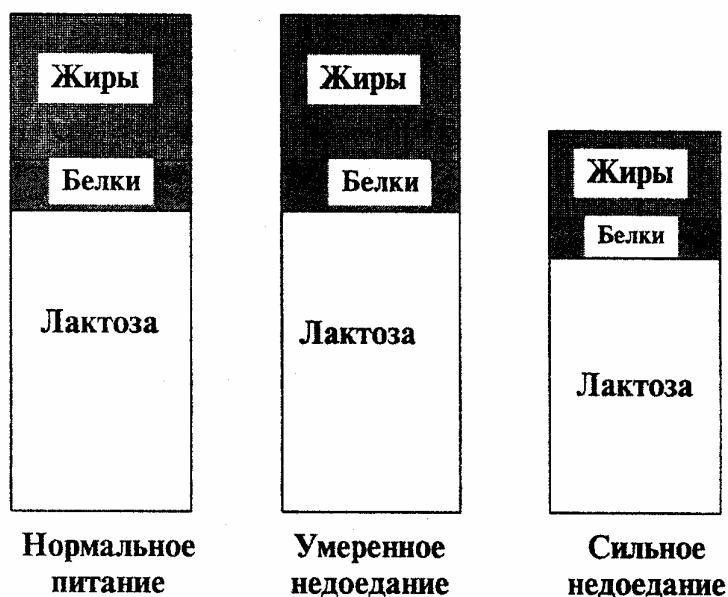 Жиры
Белки
Лактоза
Нормальное
питание
Жиры
Белки
Лактоза
Умеренное
недоедание
Жиры
Белки
Лактоза
Сильное
недоедание